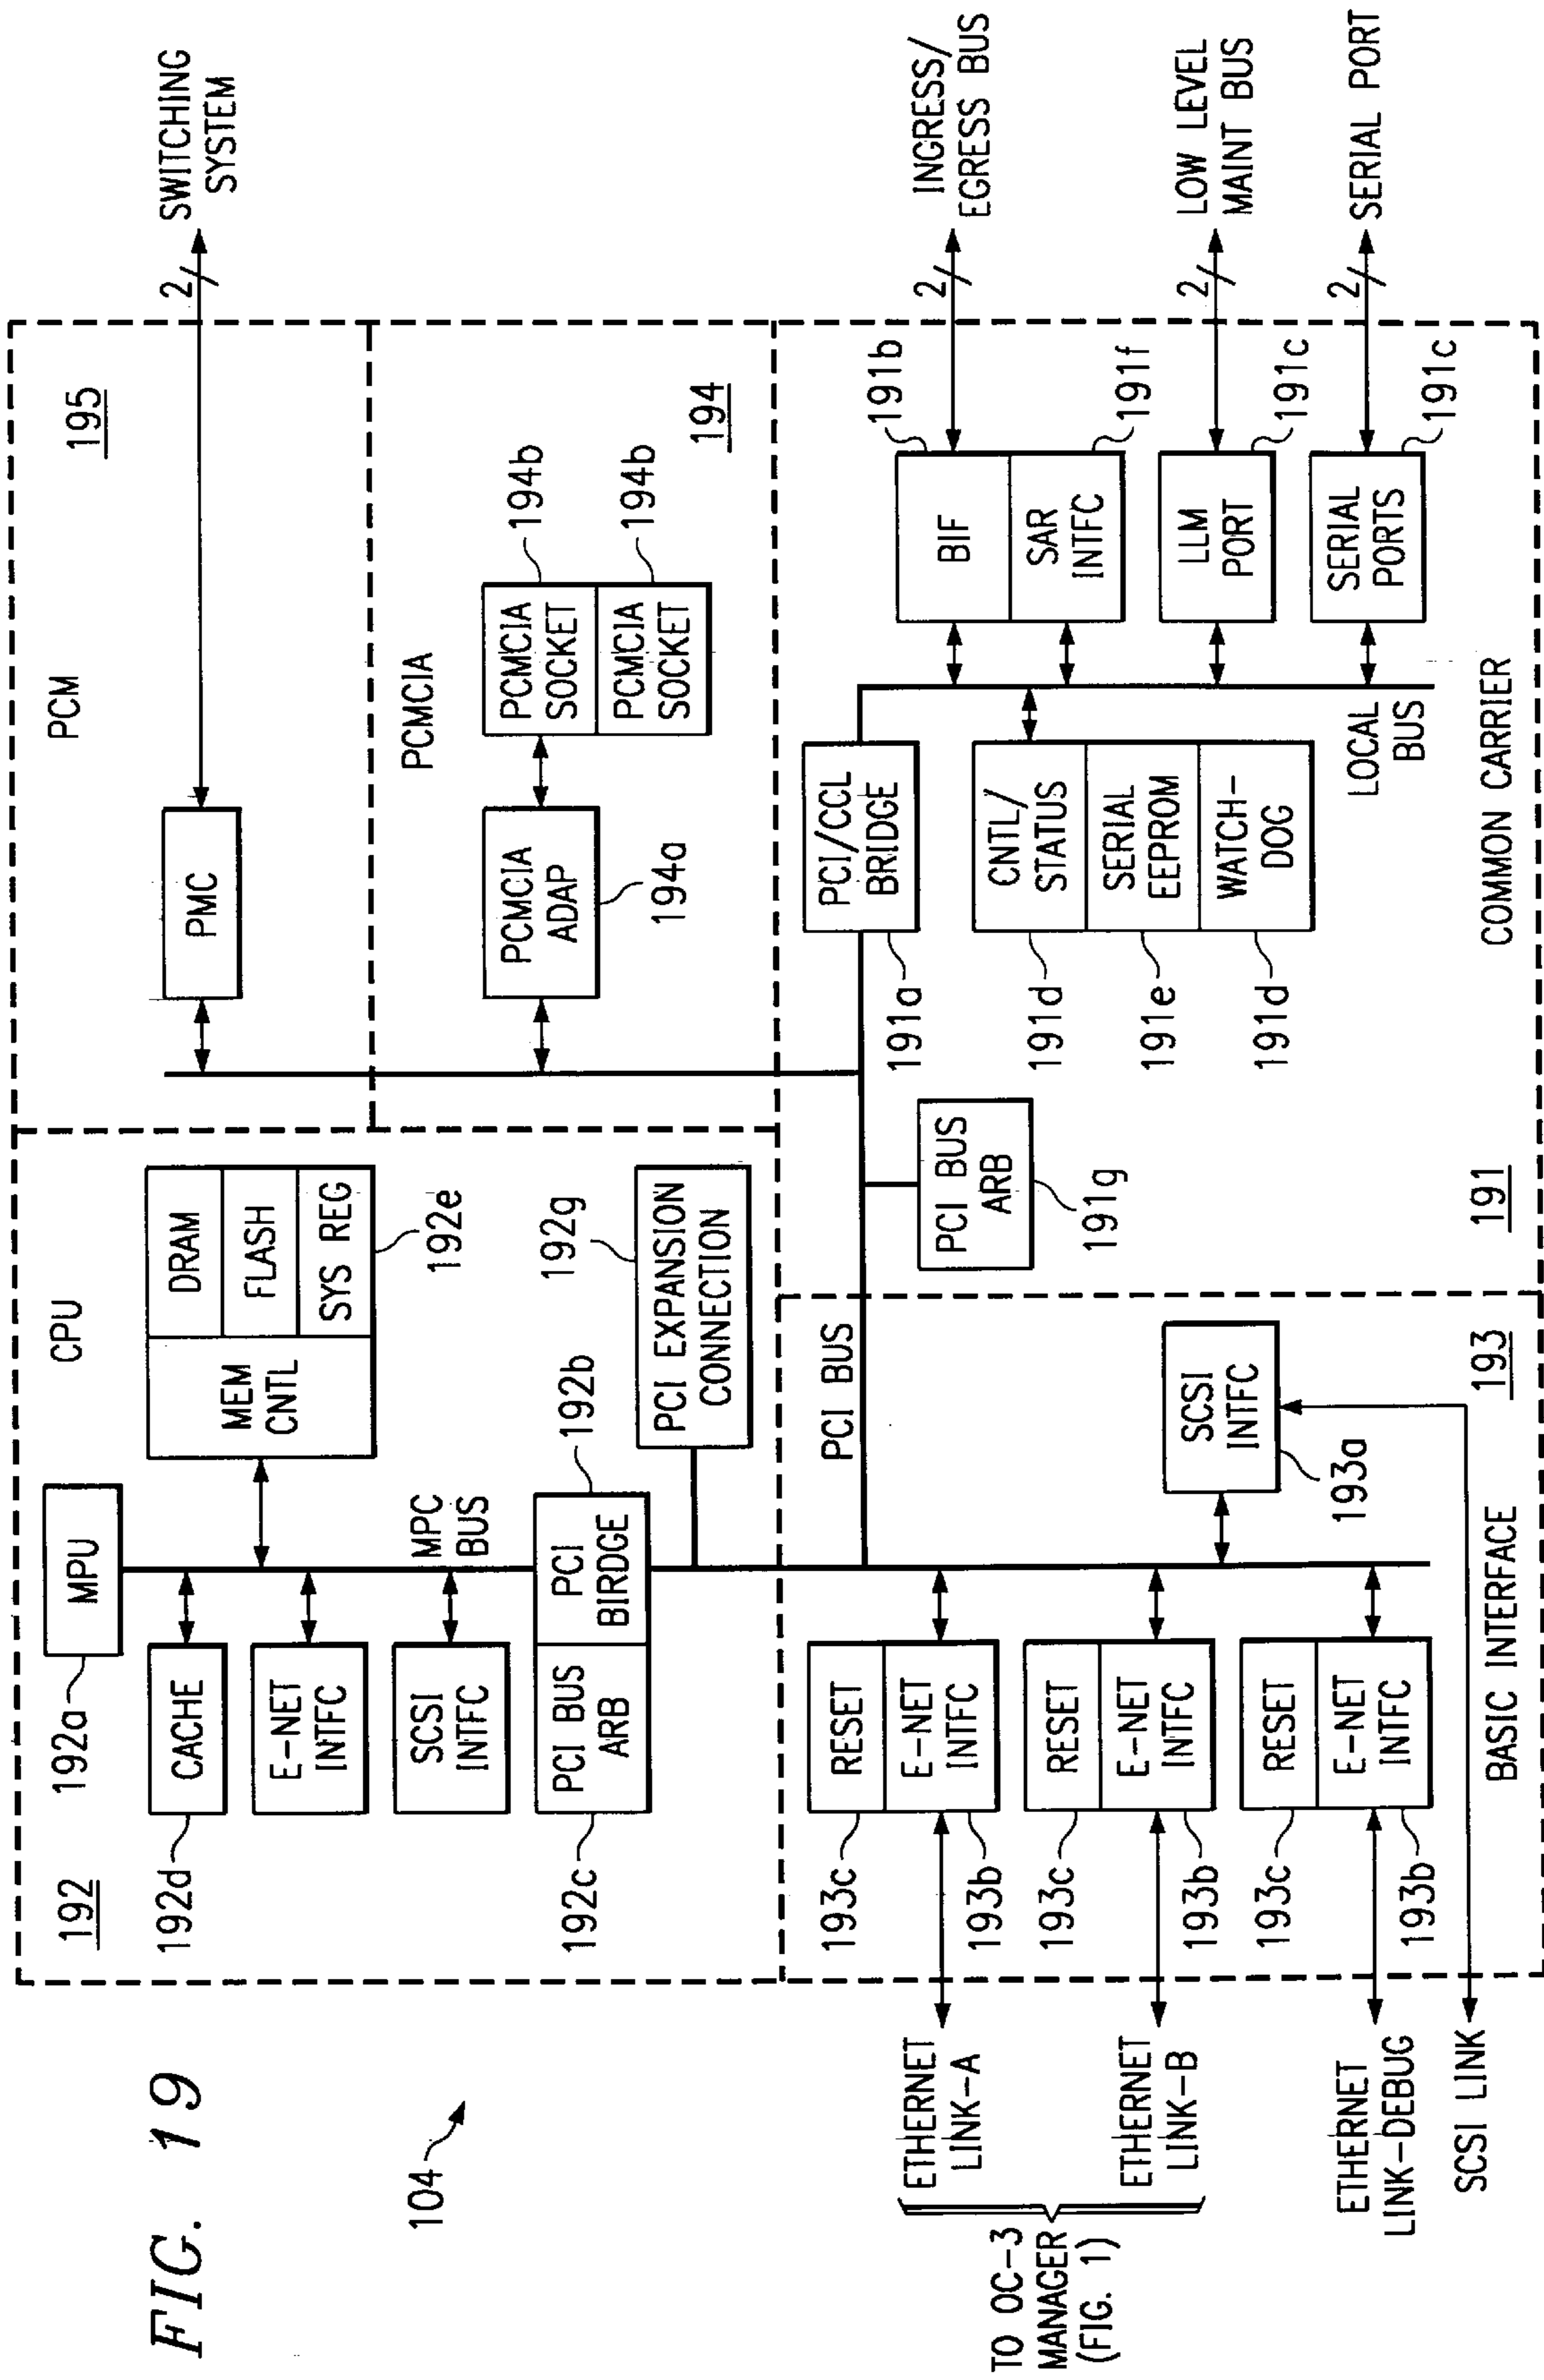 FIG. 19
104
192
CPU
192a
MPU
192d
CACHE
E-NET
INTFC
SCSI
INTFC
MPC
BUS
MEM
CNTL
DRAM
FLASH
SYS REG
192e
PCI BUS
ARB
PCI
BIRDGE
192b
192c
192g
PCI EXPANSION
CONNECTION
PCM
195
PMC
2
SWITCHING
SYSTEM
PCMCIA
194
PCMCIA
ADAP
194a
PCMCIA
SOCKET
194b
PCMCIA
SOCKET
194b
PCI BUS
RESET
E-NET
INTFC
193c
193b
RESET
E-NET
INTFC
193c
193b
RESET
E-NET
INTFC
193c
193b
SCSI
INTFC
193a
193
BASIC INTERFACE
ETHERNET
LINK-A
ETHERNET
LINK-B
TO OC-3
MANAGER
(FIG. 1)
ETHERNET
LINK-DEBUG
SCSI LINK
PCI BUS
ARB
191g
191
PCI/CCL
BRIDGE
191a
CNTL/
STATUS
191d
SERIAL
EEPROM
191e
WATCH-
DOG
191d
LOCAL
BUS
COMMON CARRIER
BIF
191b
SAR
INTFC
191f
LLM
PORT
191c
SERIAL
PORTS
191c
2
INGRESS/
EGRESS BUS
2
LOW LEVEL
MAINT BUS
2
SERIAL PORT